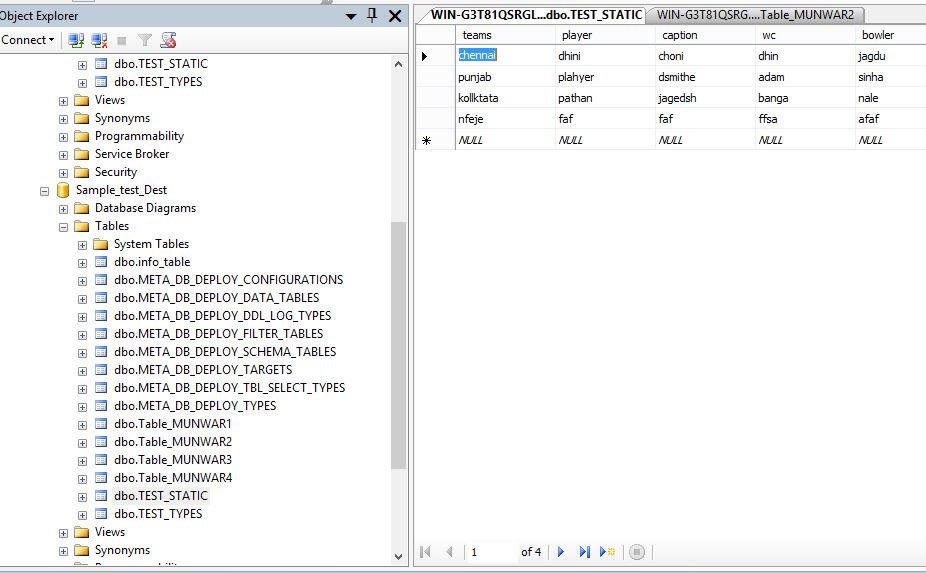 Object Explorer
Connect
dbo.TEST_STATIC
dbo.TEST_TYPES
Views
Synonyms
Programmability
Service Broker
Security
Sample_test_Dest
Database Diagrams
Tables
System Tables
dbo.info_table
dbo.META_DB_DEPLOY_CONFIGURATIONS
dbo.META_DB_DEPLOY_DATA_TABLES
dbo.META_DB_DEPLOY_DDL_LOG_TYPES
dbo.META_DB_DEPLOY_FILTER_TABLES
dbo.META_DB_DEPLOY_SCHEMA_TABLES
dbo.META_DB_DEPLOY_TARGETS
dbo.META_DB_DEPLOY_TBL_SELECT_TYPES
dbo.META_DB_DEPLOY_TYPES
dbo.Table_MUNWAR1
dbo.Table_MUNWAR2
dbo.Table_MUNWAR3
dbo.Table_MUNWAR4
dbo.TEST_STATIC
dbo.TEST_TYPES
Views
Synonyms
WIN-G3T81QSRGL...dbo.TEST_STATIC WIN-G3T81QSRG....Table_MUNWAR2
teams player caption wc bowler
chennai dhini choni dhin jagdu
punjab plahyer dsmithe adam sinha
kollktata pathan jagedsh banga nale
nfeje faf faf ffsa afaf
NULL NULL NULL NULL NULL
1 of 4